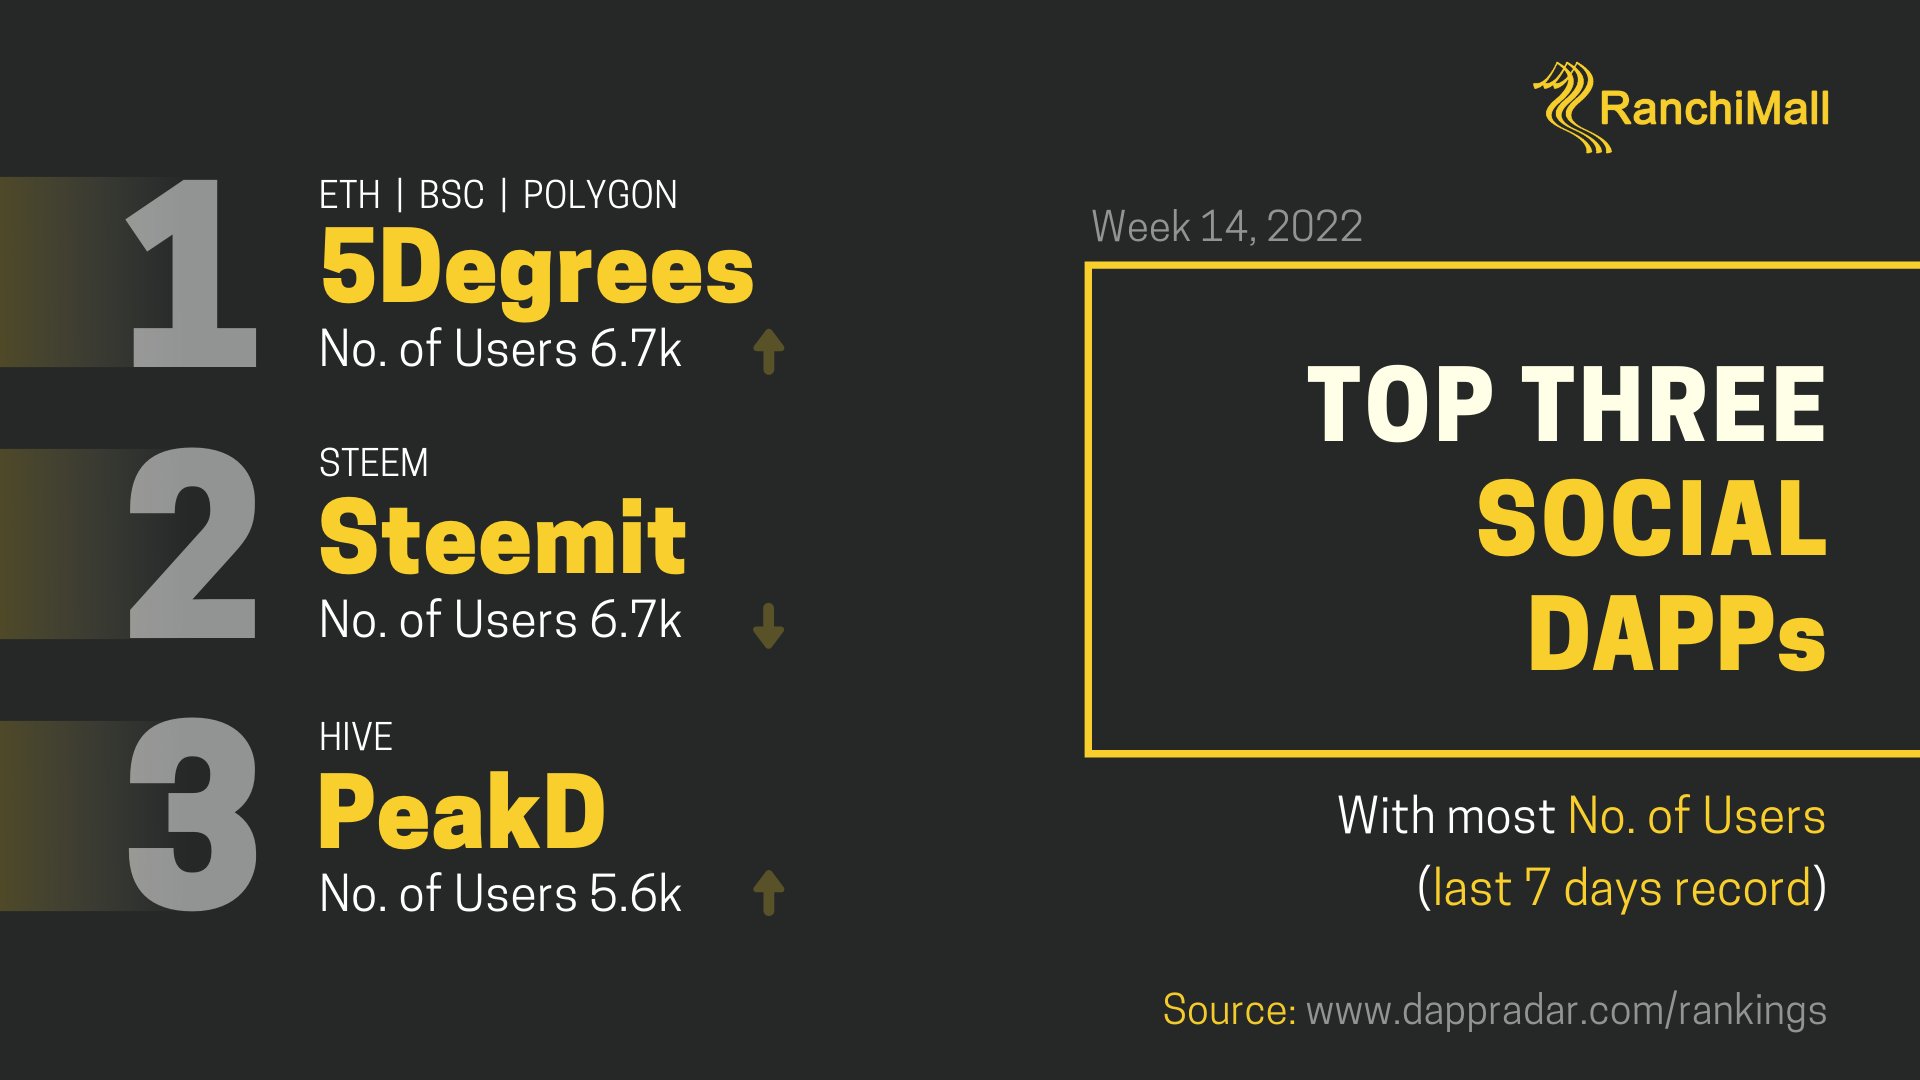 RanchiMall
1
ETH | BSC | POLYGON
5Degrees
No. of Users 6.7k
2
STEEM
Steemit
No. of Users 6.7k
3
HIVE
PeakD
No. of Users 5.6k
Week 14, 2022
TOP THREE
SOCIAL
DAPPs
With most No. of Users
(last 7 days record)
Source: www.dappradar.com/rankings